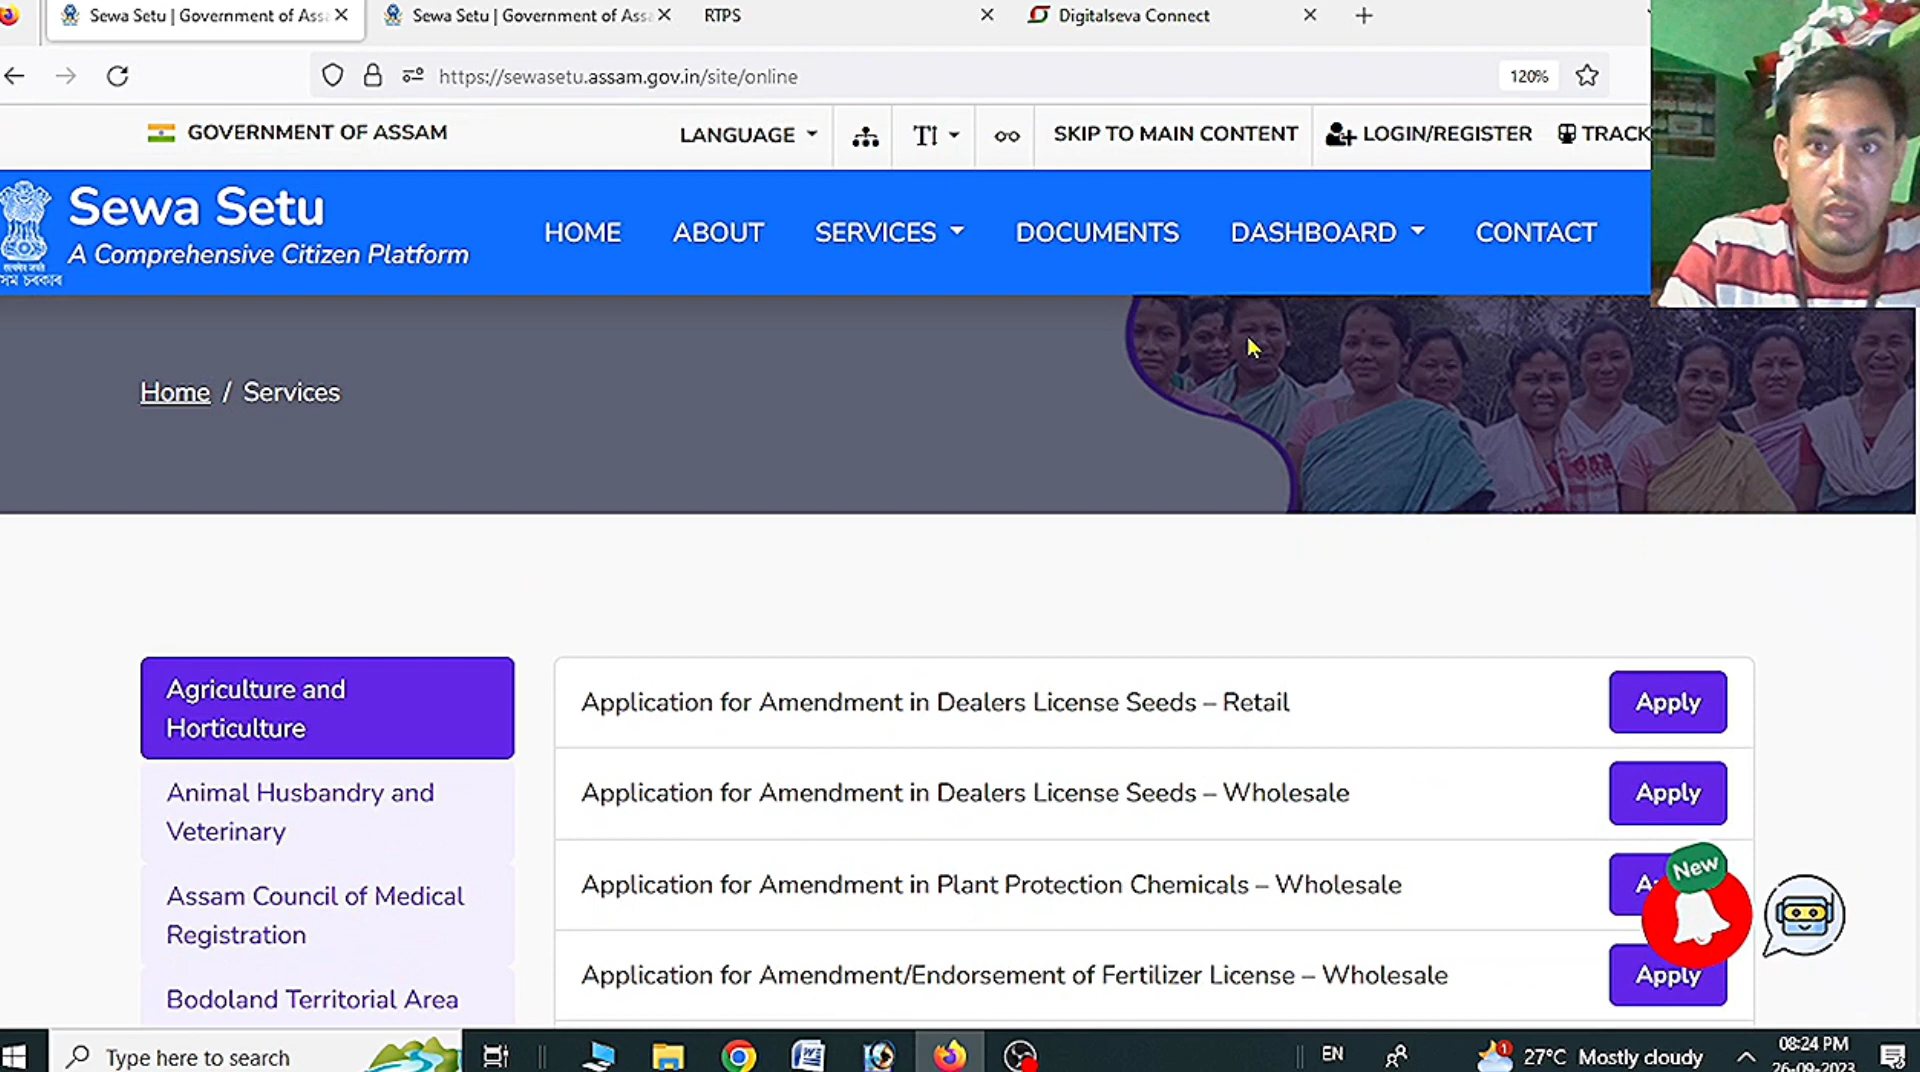 Sewa Setu | Government of Ass
Sewa Setu | Government of Ass
RTPS
Digitalseva Connect
https://sewasetu.assam.gov.in/site/online
120%
GOVERNMENT OF ASSAM
LANGUAGE
SKIP TO MAIN CONTENT
LOGIN/REGISTER
TRACK
Sewa Setu
A Comprehensive Citizen Platform
HOME
ABOUT
SERVICES
DOCUMENTS
DASHBOARD
CONTACT
Home / Services
Agriculture and
Horticulture
Animal Husbandry and
Veterinary
Assam Council of Medical
Registration
Bodoland Territorial Area
Application for Amendment in Dealers License Seeds – Retail
Apply
Application for Amendment in Dealers License Seeds – Wholesale
Apply
Application for Amendment in Plant Protection Chemicals – Wholesale
New
Application for Amendment/Endorsement of Fertilizer License – Wholesale
Apply
Type here to search
EN
1
27°C Mostly cloudy
08:24 PM
26-09-2023